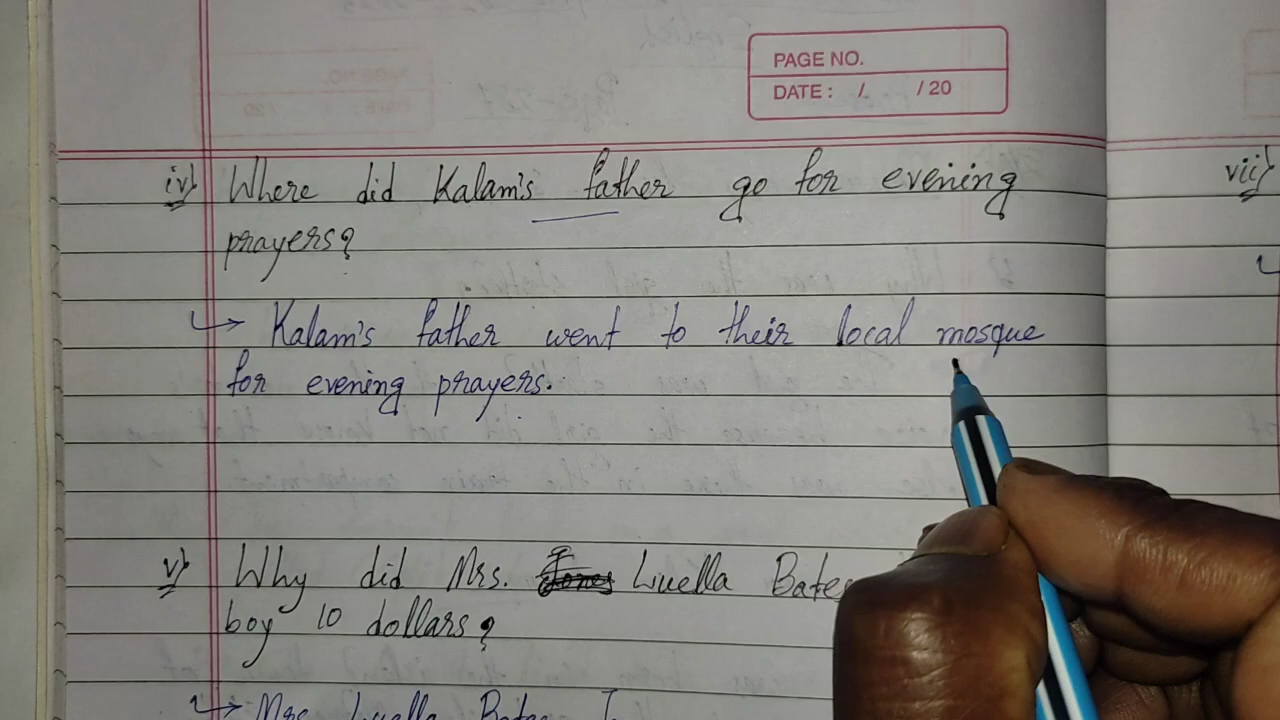 PAGE NO.
DATE : / / 20
iv) Where did Kalam's father go for evening
prayers?
↳ Kalam's father went to their local mosque
for evening prayers.
v) Why did Mrs. Luella
boy 10 dollars?
↳ Mrs Luella Bates
vii)